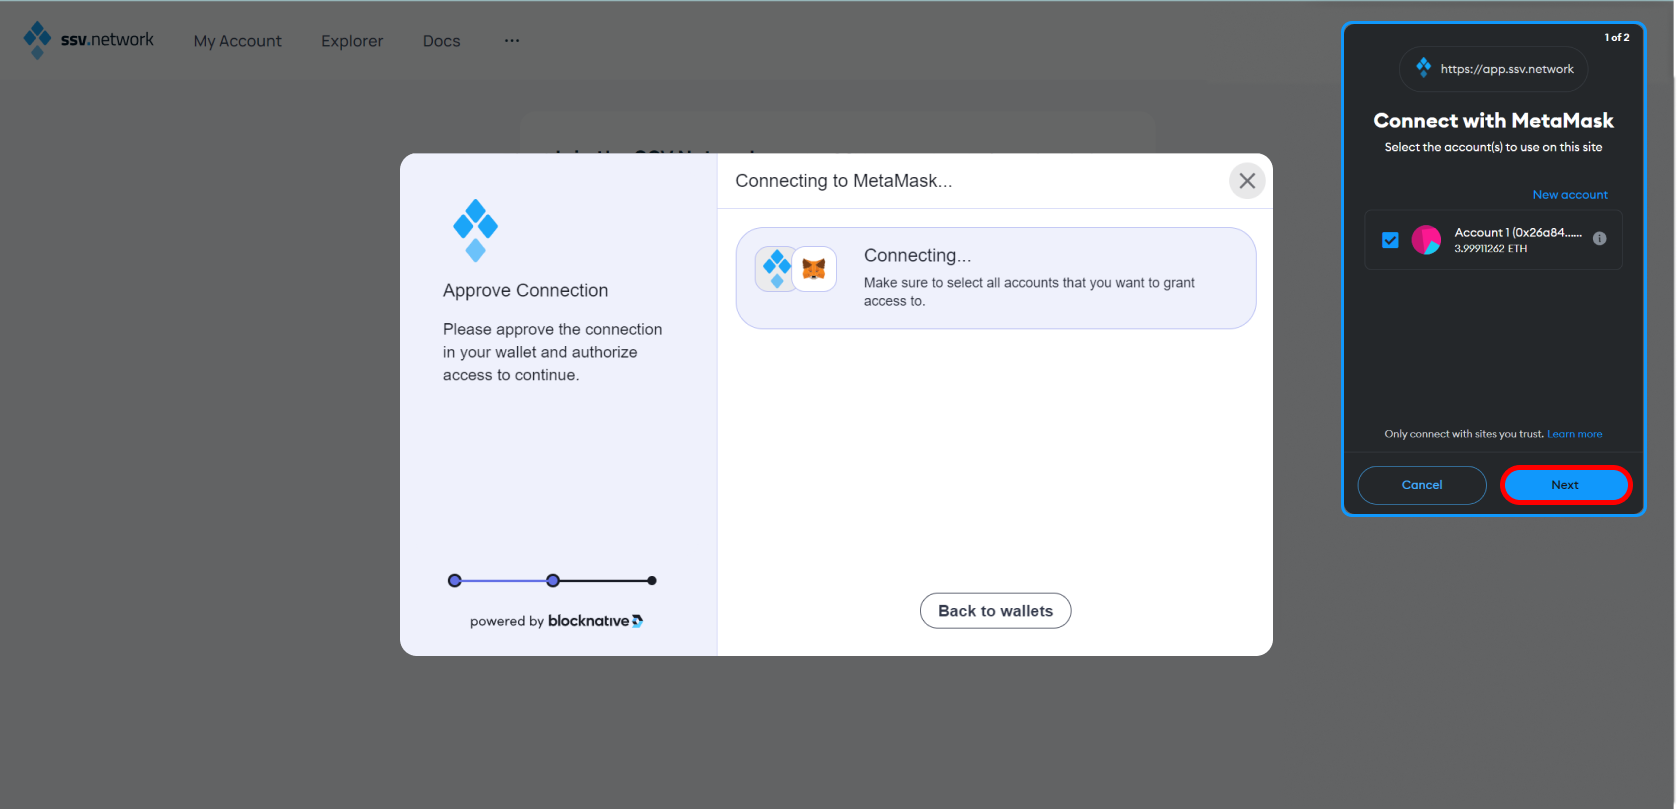 ssv.network
My Account
Explorer
Docs
...
Approve Connection
Please approve the connection
in your wallet and authorize
access to continue.
powered by blocknative
Connecting to MetaMask...
Connecting...
Make sure to select all accounts that you want to grant
access to.
Back to wallets
1 of 2
https://app.ssv.network
Connect with MetaMask
Select the account(s) to use on this site
New account
Account 1 (0x26a84......
3.99911262 ETH
Only connect with sites you trust. Learn more
Cancel
Next